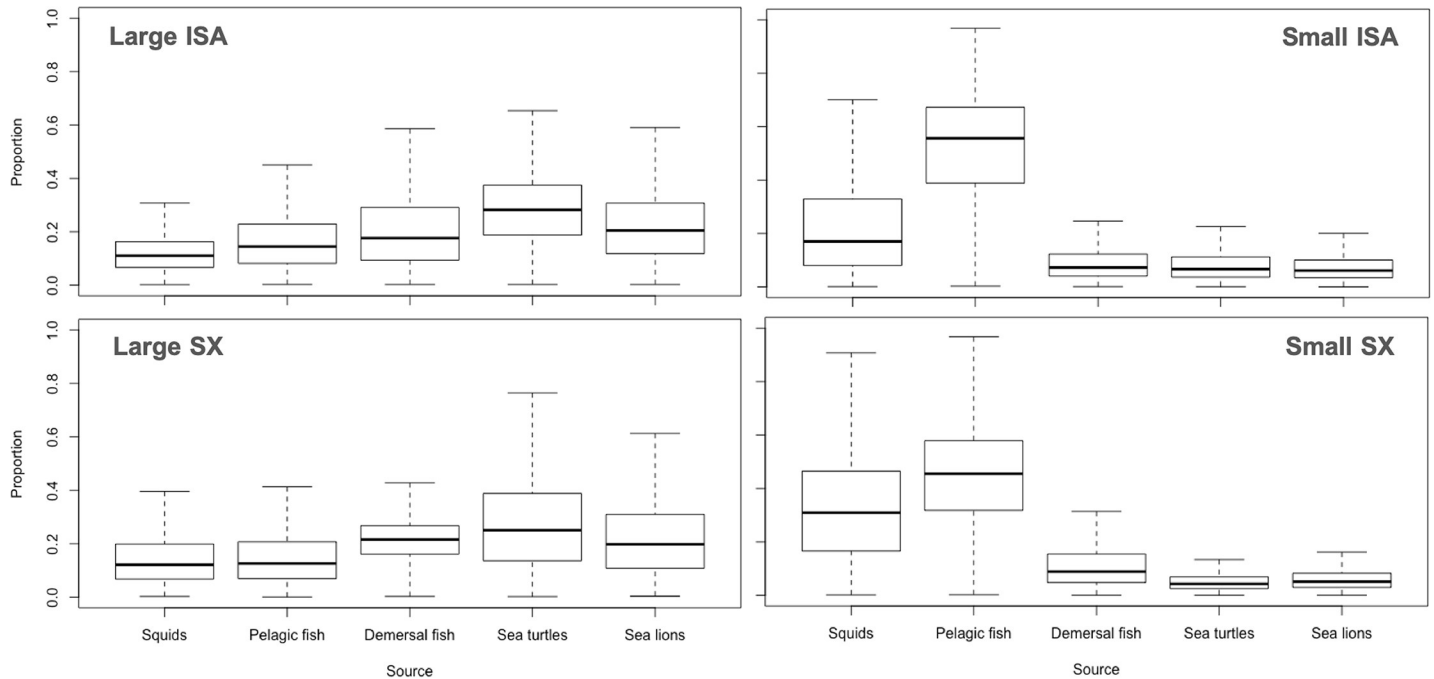 Large ISA
Small ISA
Proportion
1.0
0.8
0.6
0.4
0.2
0.0
Large SX
Small SX
Proportion
1.0
0.8
0.6
0.4
0.2
0.0
Squids Pelagic fish Demersal fish Sea turtles Sea lions
Source
Squids Pelagic fish Demersal fish Sea turtles Sea lions
Source